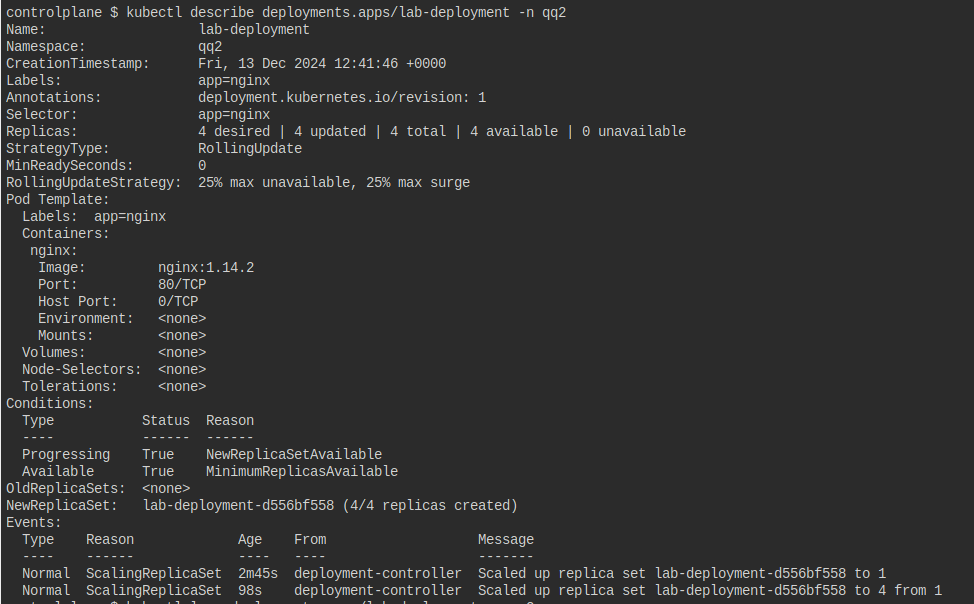 controlplane $ kubectl describe deployments.apps/lab-deployment -n qq2
Name:                   lab-deployment
Namespace:              qq2
CreationTimestamp:      Fri, 13 Dec 2024 12:41:46 +0000
Labels:                 app=nginx
Annotations:            deployment.kubernetes.io/revision: 1
Selector:               app=nginx
Replicas:               4 desired | 4 updated | 4 total | 4 available | 0 unavailable
StrategyType:           RollingUpdate
MinReadySeconds:        0
RollingUpdateStrategy:  25% max unavailable, 25% max surge
Pod Template:
  Labels:  app=nginx
  Containers:
   nginx:
    Image:         nginx:1.14.2
    Port:          80/TCP
    Host Port:     0/TCP
    Environment:   <none>
    Mounts:        <none>
  Volumes:         <none>
  Node-Selectors:  <none>
  Tolerations:     <none>
Conditions:
  Type           Status  Reason
  ----           ------  ------
  Progressing    True    NewReplicaSetAvailable
  Available      True    MinimumReplicasAvailable
OldReplicaSets:  <none>
NewReplicaSet:   lab-deployment-d556bf558 (4/4 replicas created)
Events:
  Type    Reason             Age    From                   Message
  ----    ------             ----   ----                   -------
  Normal  ScalingReplicaSet  2m45s  deployment-controller  Scaled up replica set lab-deployment-d556bf558 to 1
  Normal  ScalingReplicaSet  98s    deployment-controller  Scaled up replica set lab-deployment-d556bf558 to 4 from 1